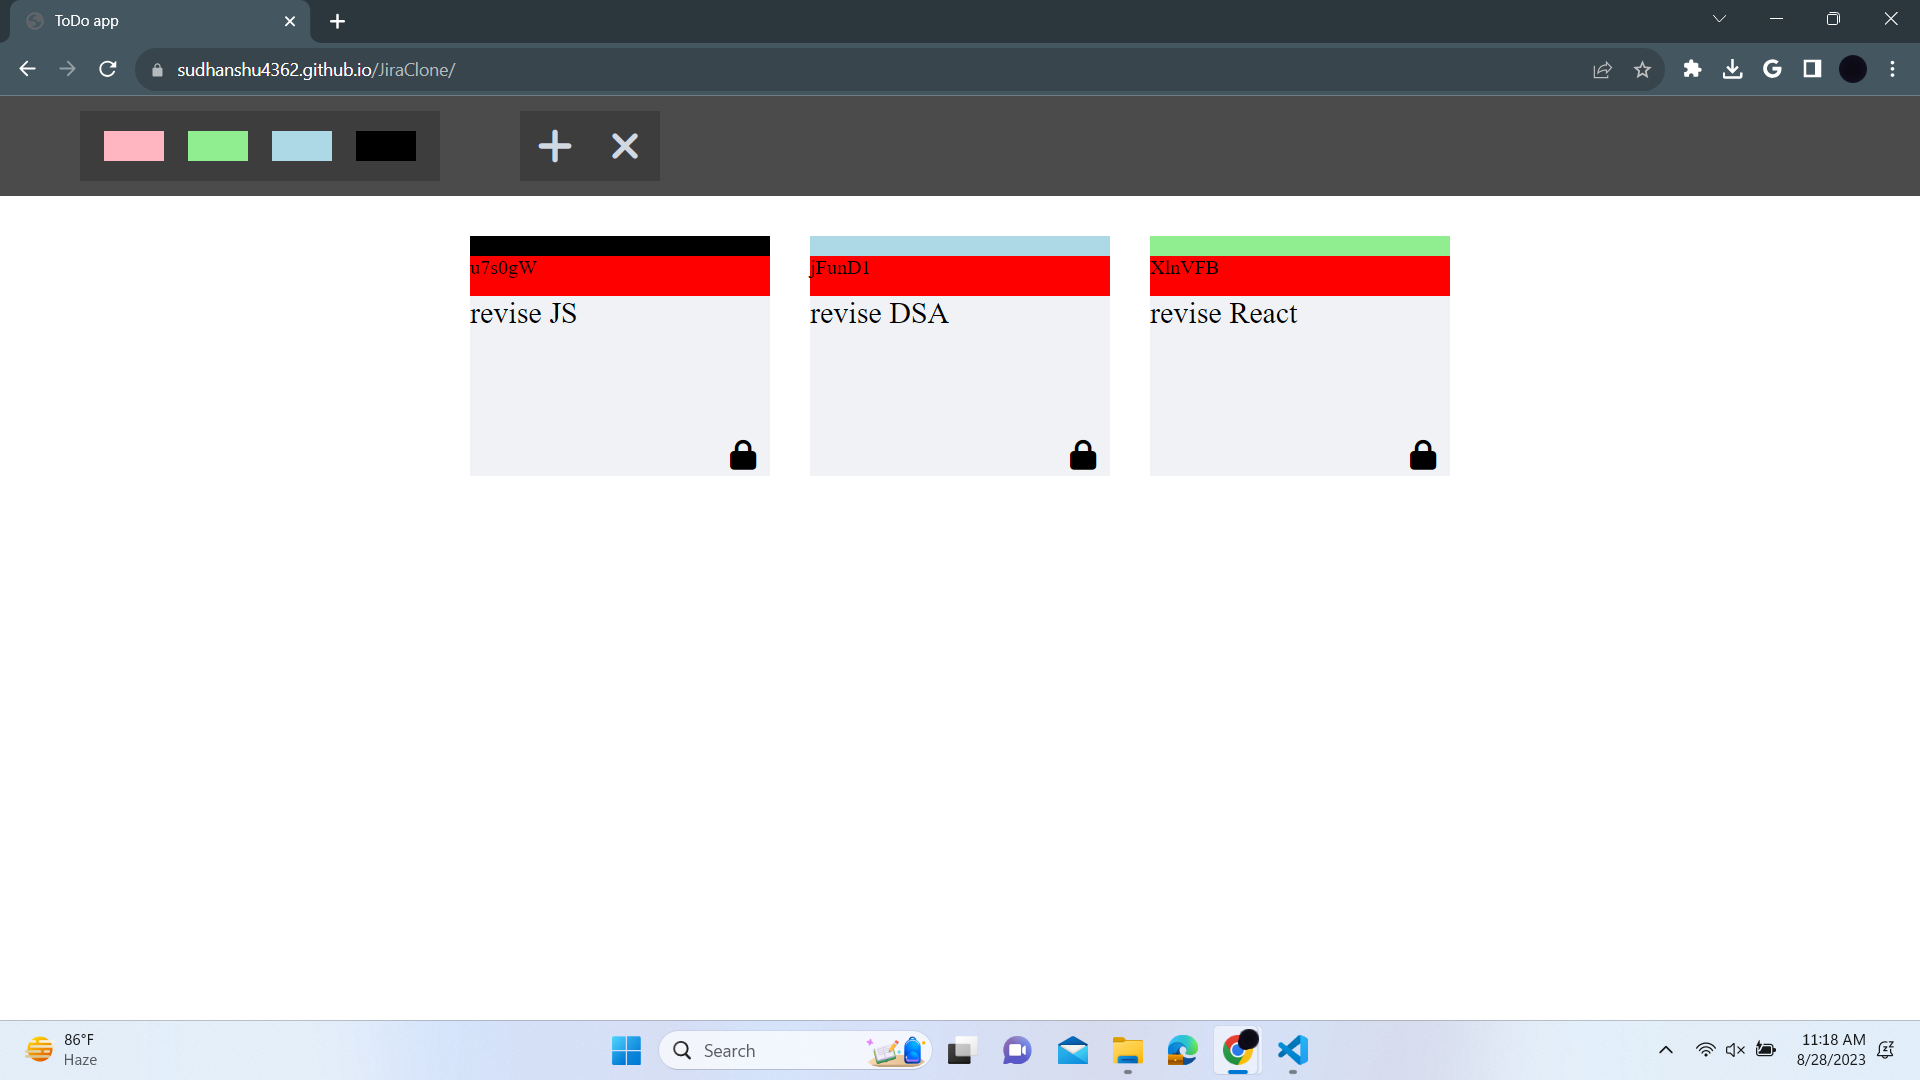 ToDo app
sudhanshu4362.github.io/JiraClone/
u7s0gW
jFunD1
XlnVFB
revise JS
revise DSA
revise React
86°F
Haze
Search
11:18 AM
8/28/2023